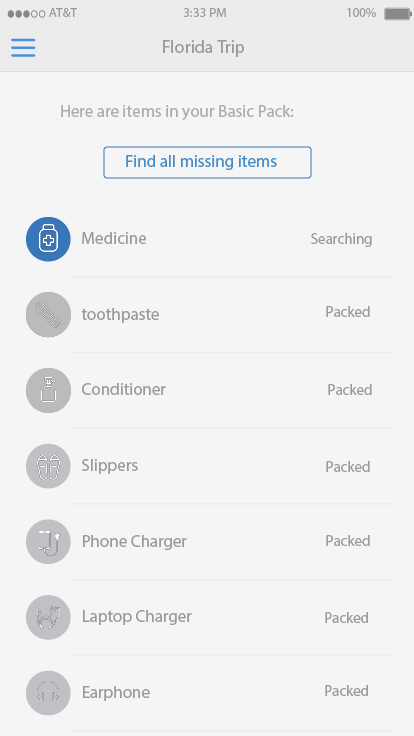 AT&T 3:33 PM 100%
Florida Trip
Here are items in your Basic Pack:
Find all missing items
Medicine Searching
toothpaste Packed
Conditioner Packed
Slippers Packed
Phone Charger Packed
Laptop Charger Packed
Earphone Packed